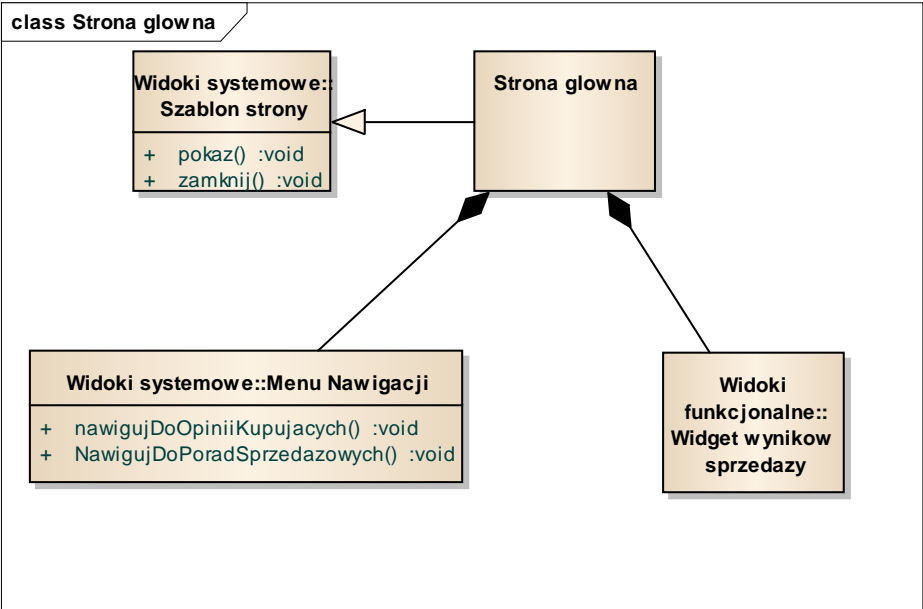 class Strona glowna
Widoki systemowe::
Szablon strony
+ pokaz() :void
+ zamknij() :void
Strona glowna
Widoki systemowe::Menu Nawigacji
+ nawigujDoOpiniiKupujacych() :void
+ NawigujDoPoradSprzedazowych() :void
Widoki
funkcjonalne::
Widget wynikow
sprzedazy